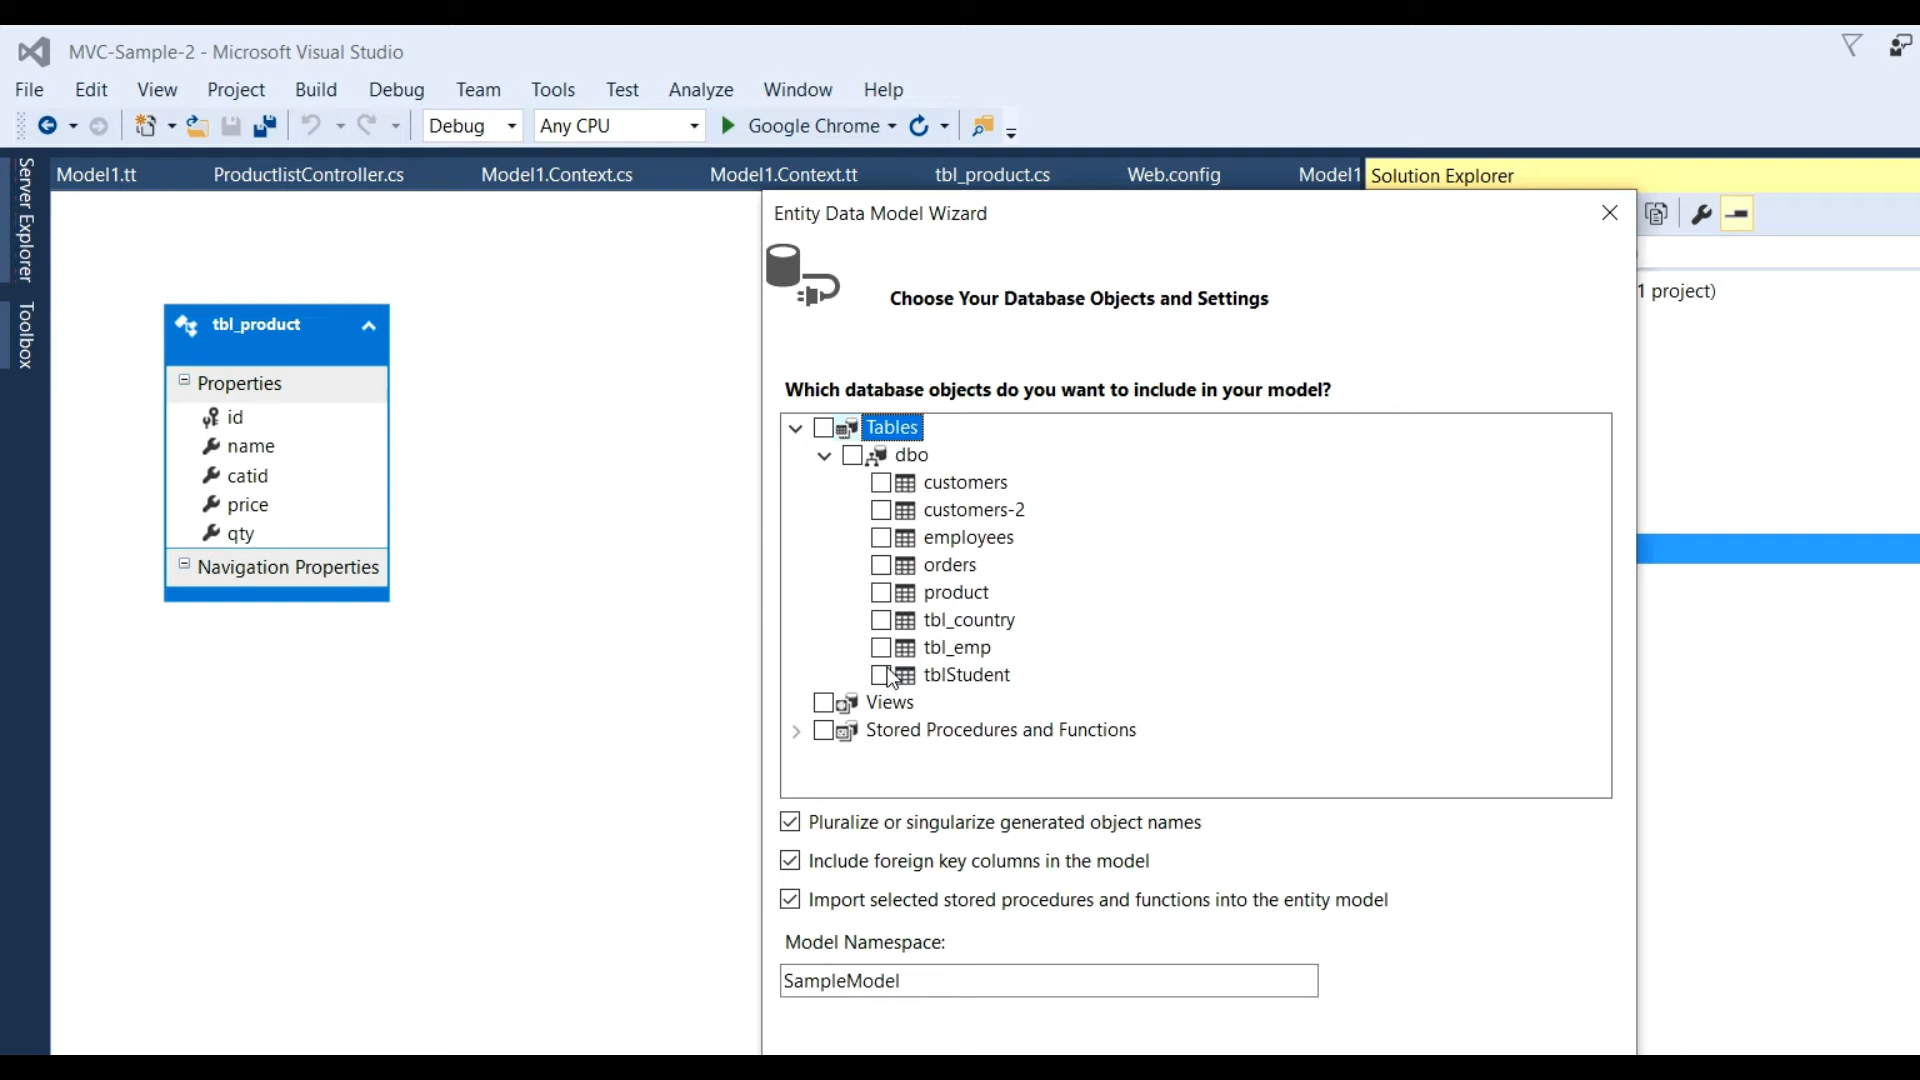 MVC-Sample-2 - Microsoft Visual Studio
File Edit View Project Build Debug Team Tools Test Analyze Window Help
Debug Any CPU Google Chrome
Server Explorer
Toolbox
Model1.tt ProductlistController.cs Model1.Context.cs Model1.Context.tt tbl_product.cs Web.config Model1 Solution Explorer
1 project)
tbl_product
Properties
id
name
catid
price
qty
Navigation Properties
Entity Data Model Wizard
Choose Your Database Objects and Settings
Which database objects do you want to include in your model?
Tables
dbo
customers
customers-2
employees
orders
product
tbl_country
tbl_emp
tblStudent
Views
Stored Procedures and Functions
Pluralize or singularize generated object names
Include foreign key columns in the model
Import selected stored procedures and functions into the entity model
Model Namespace:
SampleModel